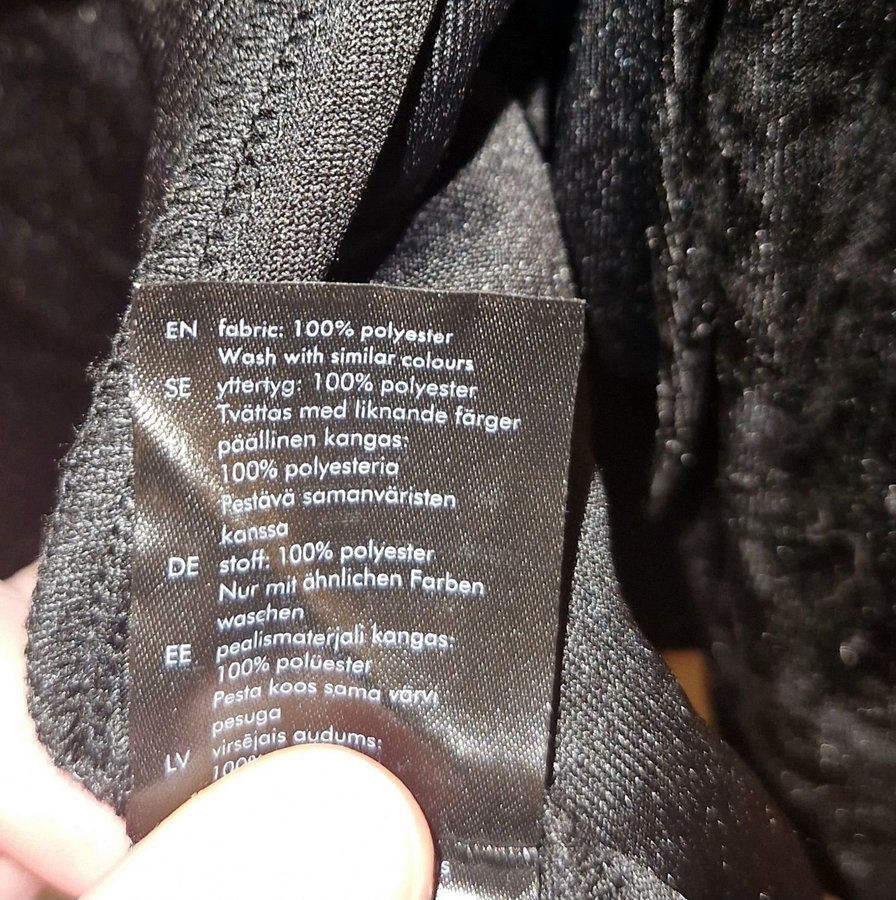 EN fabric: 100% polyester
Wash with similar colours
SE yttertyg: 100% polyester
Tvättas med liknande färger
päällinen kangas:
100% polyesteria
Pestävä samanväristen
kanssa
DE stoff: 100% polyester
Nur mit ähnlichen Farben
waschen
EE pealismaterjali kangas:
100% polüester
Pesta koos sama värvi
pesuga
LV virsējais audums:
100%
s